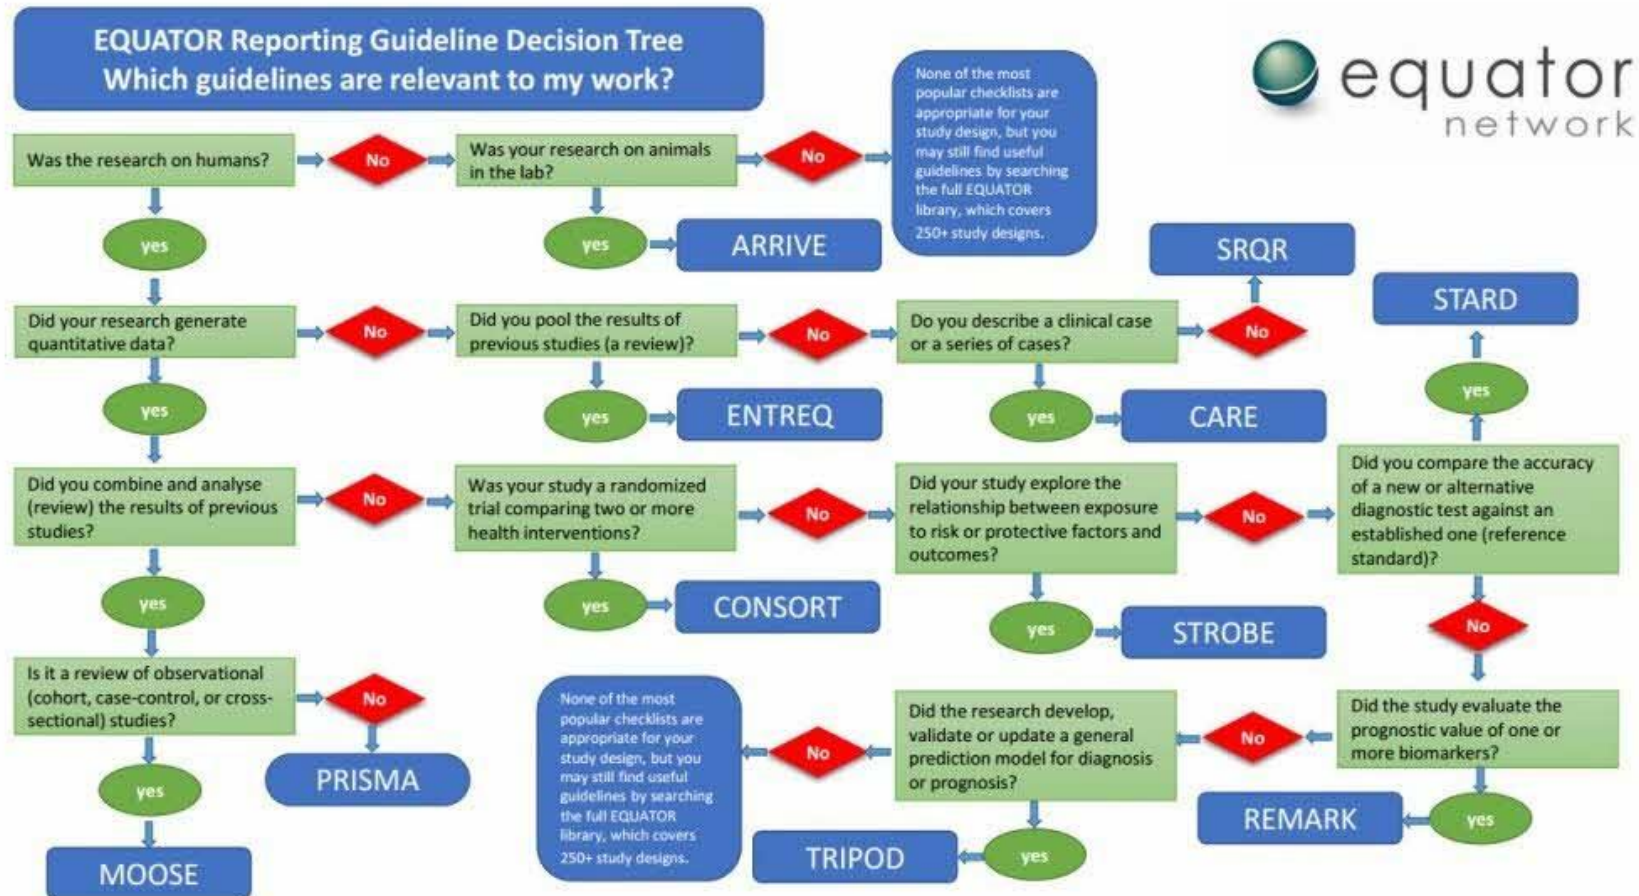 EQUATOR Reporting Guideline Decision Tree
Which guidelines are relevant to my work?
equator
network
None of the most
popular checklists are
appropriate for your
study design, but you
may still find useful
guidelines by searching
the full EQUATOR
library, which covers
250+ study designs.
Was the research on humans?
No
Was your research on animals
in the lab?
No
yes
yes
ARRIVE
SRQR
STARD
Did your research generate
quantitative data?
No
Did you pool the results of
previous studies (a review)?
No
Do you describe a clinical case
or a series of cases?
No
yes
yes
ENTREQ
yes
CARE
yes
Did you combine and analyse
(review) the results of previous
studies?
No
Was your study a randomized
trial comparing two or more
health interventions?
No
Did your study explore the
relationship between exposure
to risk or protective factors and
outcomes?
No
Did you compare the accuracy
of a new or alternative
diagnostic test against an
established one (reference
standard)?
yes
yes
CONSORT
yes
STROBE
No
Is it a review of observational
(cohort, case-control, or cross-
sectional) studies?
No
PRISMA
None of the most
popular checklists are
appropriate for your
study design, but you
may still find useful
guidelines by searching
the full EQUATOR
library, which covers
250+ study designs.
No
Did the research develop,
validate or update a general
prediction model for diagnosis
or prognosis?
No
Did the study evaluate the
prognostic value of one or
more biomarkers?
yes
MOOSE
TRIPOD
yes
REMARK
yes